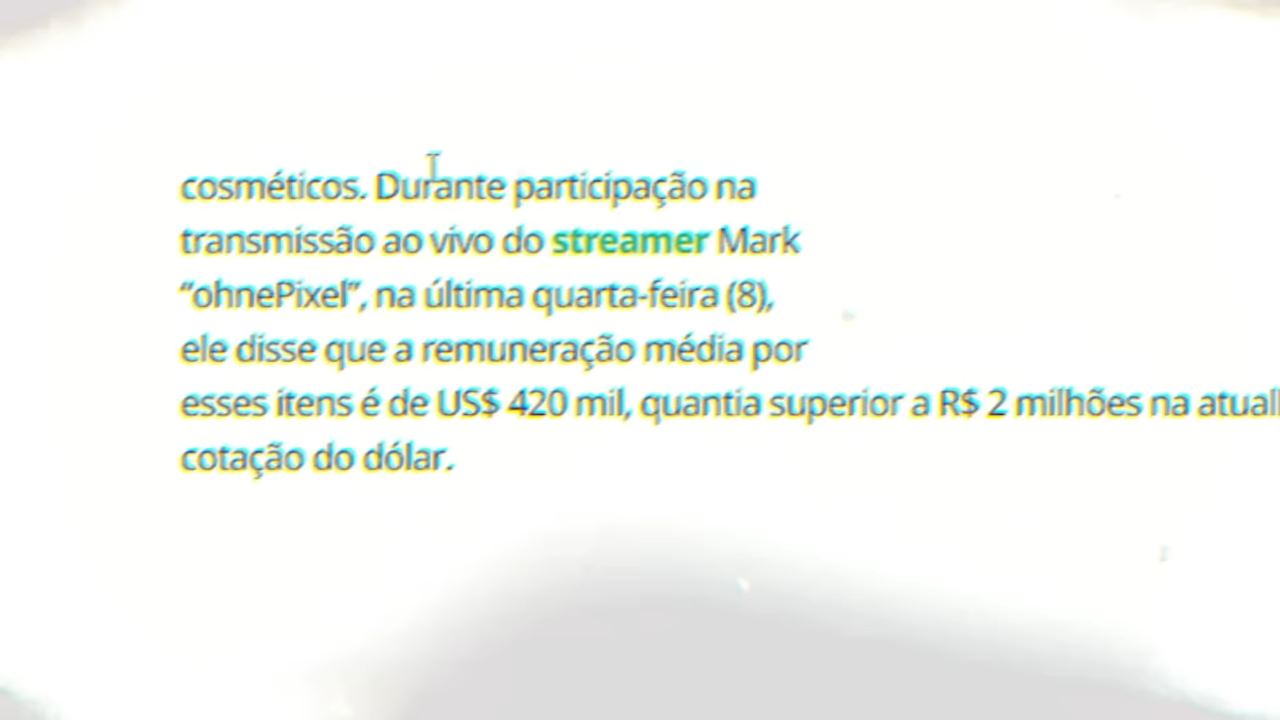 cosméticos. Durante participação na
transmissão ao vivo do streamer Mark
“ohnePixel”, na última quarta-feira (8),
ele disse que a remuneração média por
esses itens é de US$ 420 mil, quantia superior a R$ 2 milhões na atual
cotação do dólar.